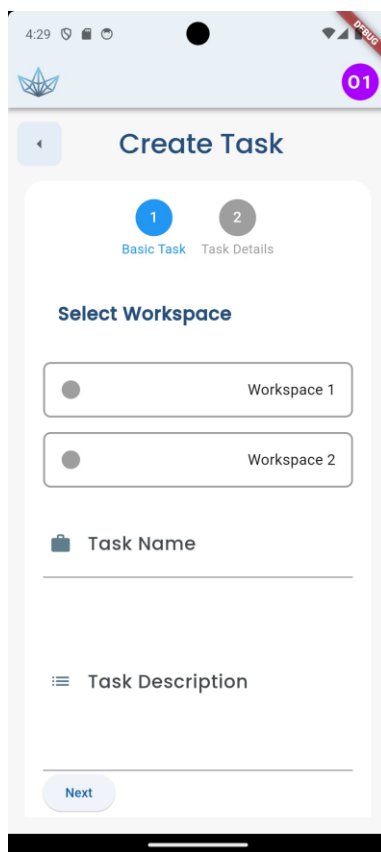 4:29
DEBUG
01
Create Task
1 2
Basic Task Task Details
Select Workspace
Workspace 1
Workspace 2
Task Name
Task Description
Next